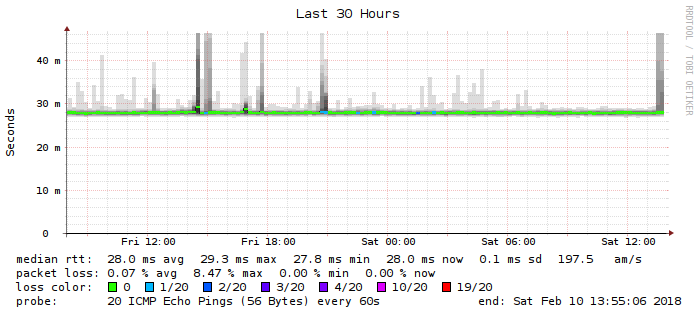 Last 30 Hours
RRDTOOL / TOBI OETIKER
Seconds
40 m
30 m
20 m
10 m
0
Fri 12:00 Fri 18:00 Sat 00:00 Sat 06:00 Sat 12:00
median rtt: 28.0 ms avg 29.3 ms max 27.8 ms min 28.0 ms now 0.1 ms sd 197.5 am/s
packet loss: 0.07 % avg 8.47 % max 0.00 % min 0.00 % now
loss color: 0 1/20 2/20 3/20 4/20 10/20 19/20
probe: 20 ICMP Echo Pings (56 Bytes) every 60s end: Sat Feb 10 13:55:06 2018